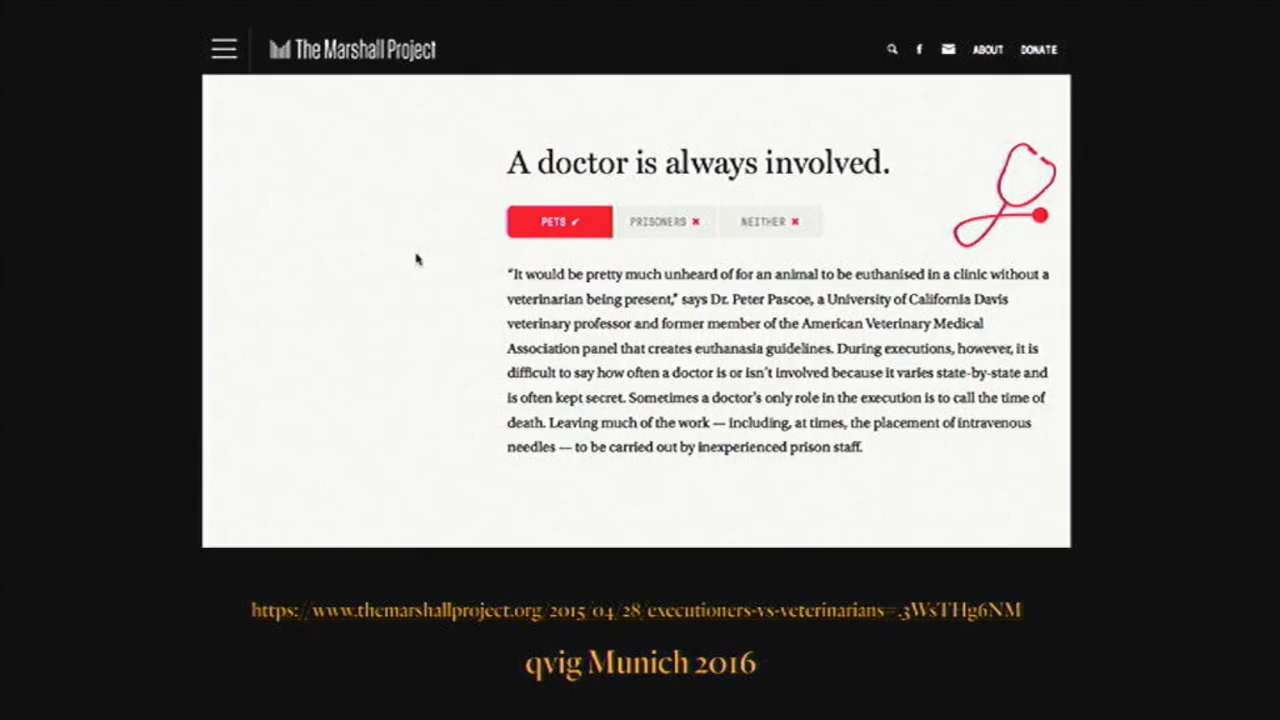 The Marshall Project
ABOUT DONATE
A doctor is always involved.
PETS ✓ PRISONERS ✖ NEITHER ✖
“It would be pretty much unheard of for an animal to be euthanised in a clinic without a
veterinarian being present,” says Dr. Peter Pascoe, a University of California Davis
veterinary professor and former member of the American Veterinary Medical
Association panel that creates euthanasia guidelines. During executions, however, it is
difficult to say how often a doctor is or isn’t involved because it varies state-by-state and
is often kept secret. Sometimes a doctor’s only role in the execution is to call the time of
death. Leaving much of the work — including, at times, the placement of intravenous
needles — to be carried out by inexperienced prison staff.
https://www.themarshallproject.org/2015/04/28/executioners-vs-veterinarians=.3WsTHg6NM
qvig Munich 2016